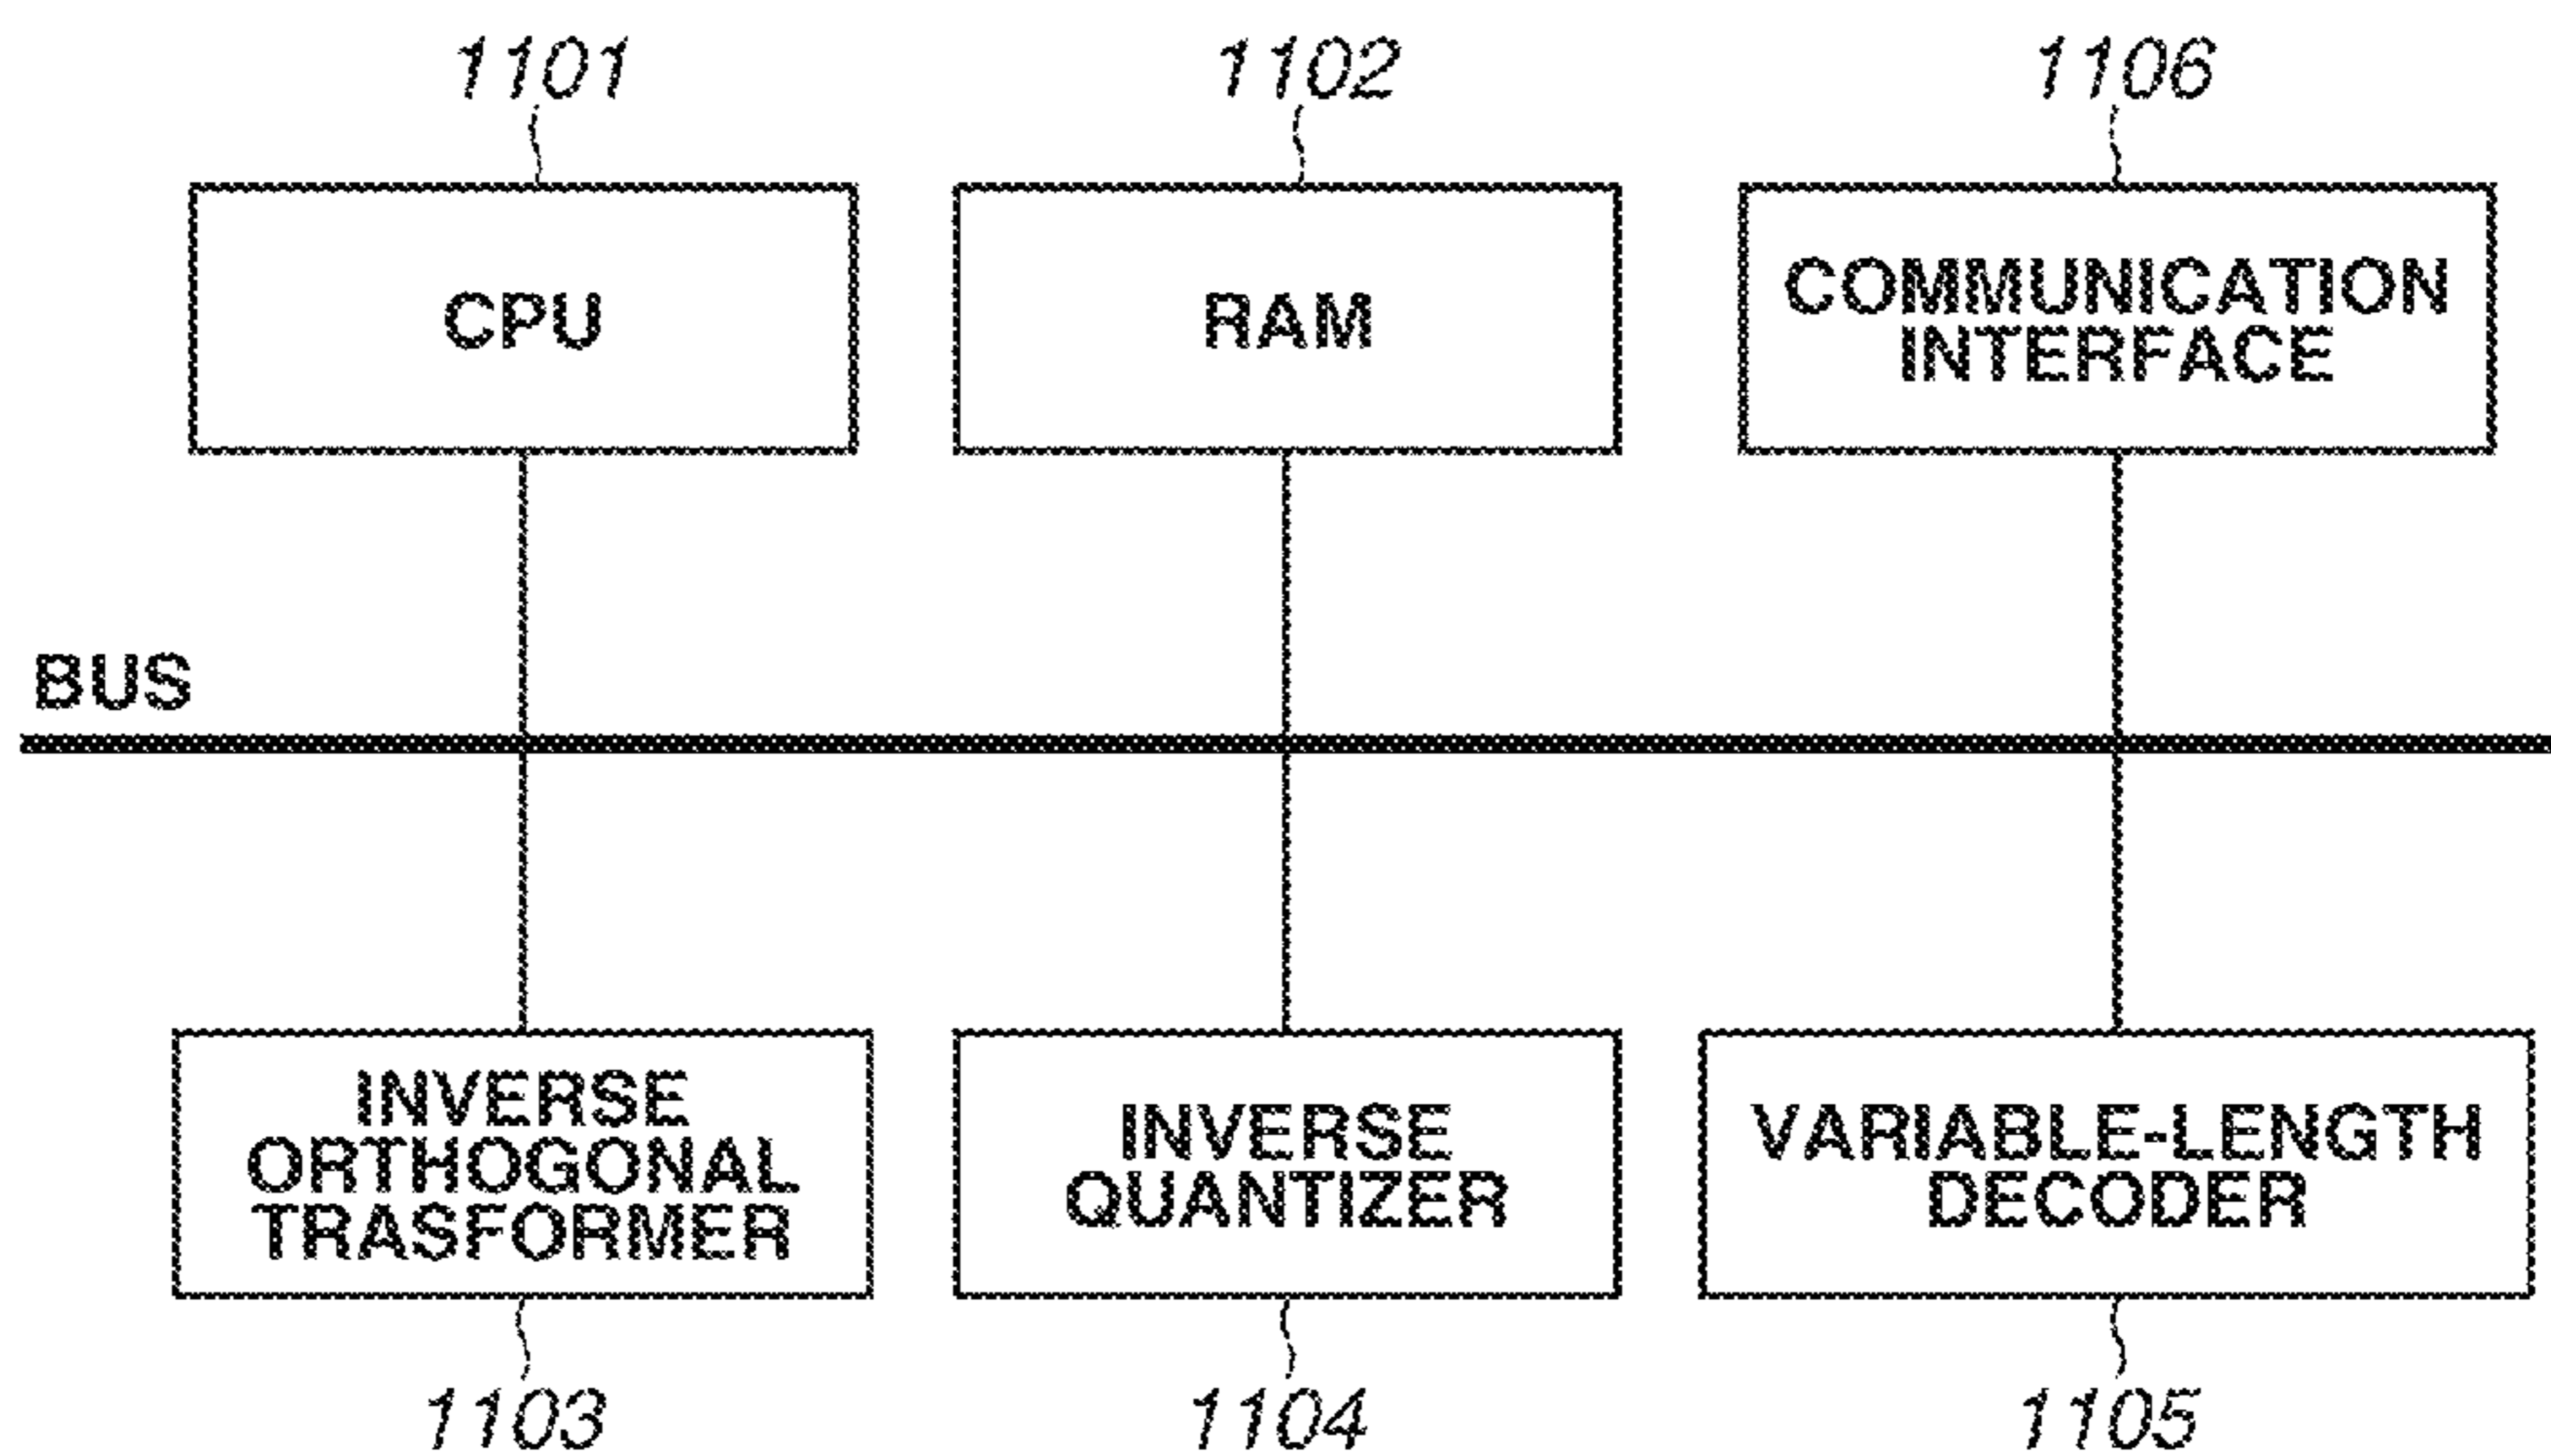 1101
1102
1106
CPU
RAM
COMMUNICATION
INTERFACE
BUS
INVERSE
ORTHOGONAL
TRASFORMER
INVERSE
QUANTIZER
VARIABLE-LENGTH
DECODER
1103
1104
1105